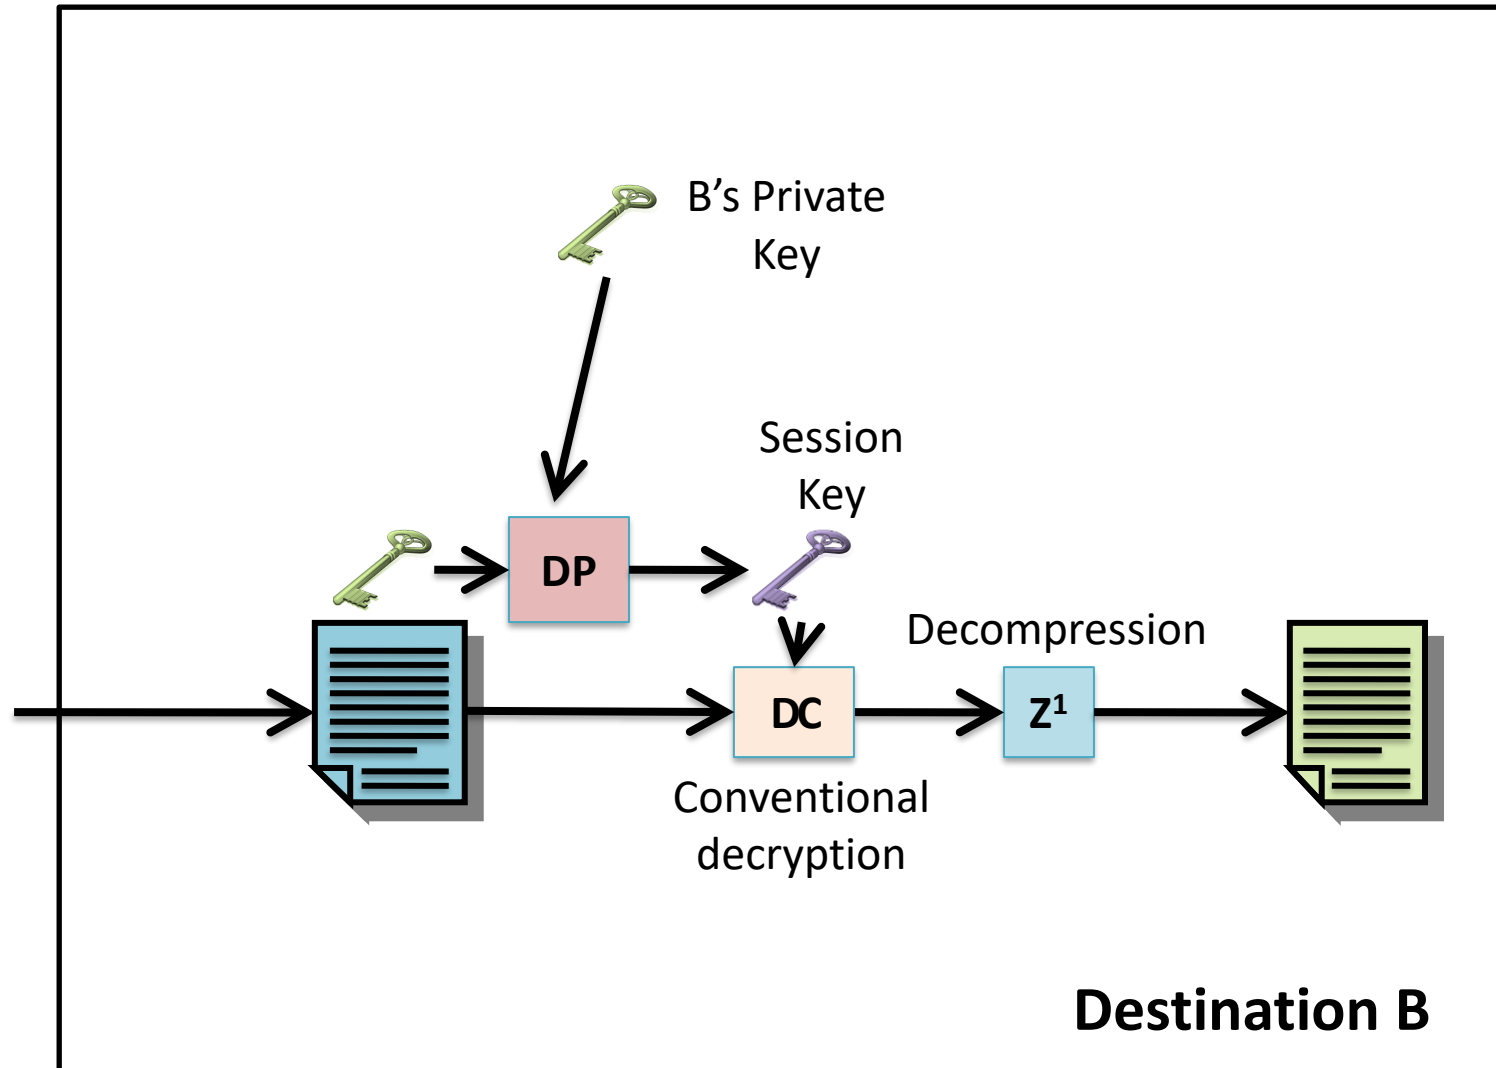 B’s Private
Key
Session
Key
DP
Decompression
DC
Z¹
Conventional
decryption
Destination B